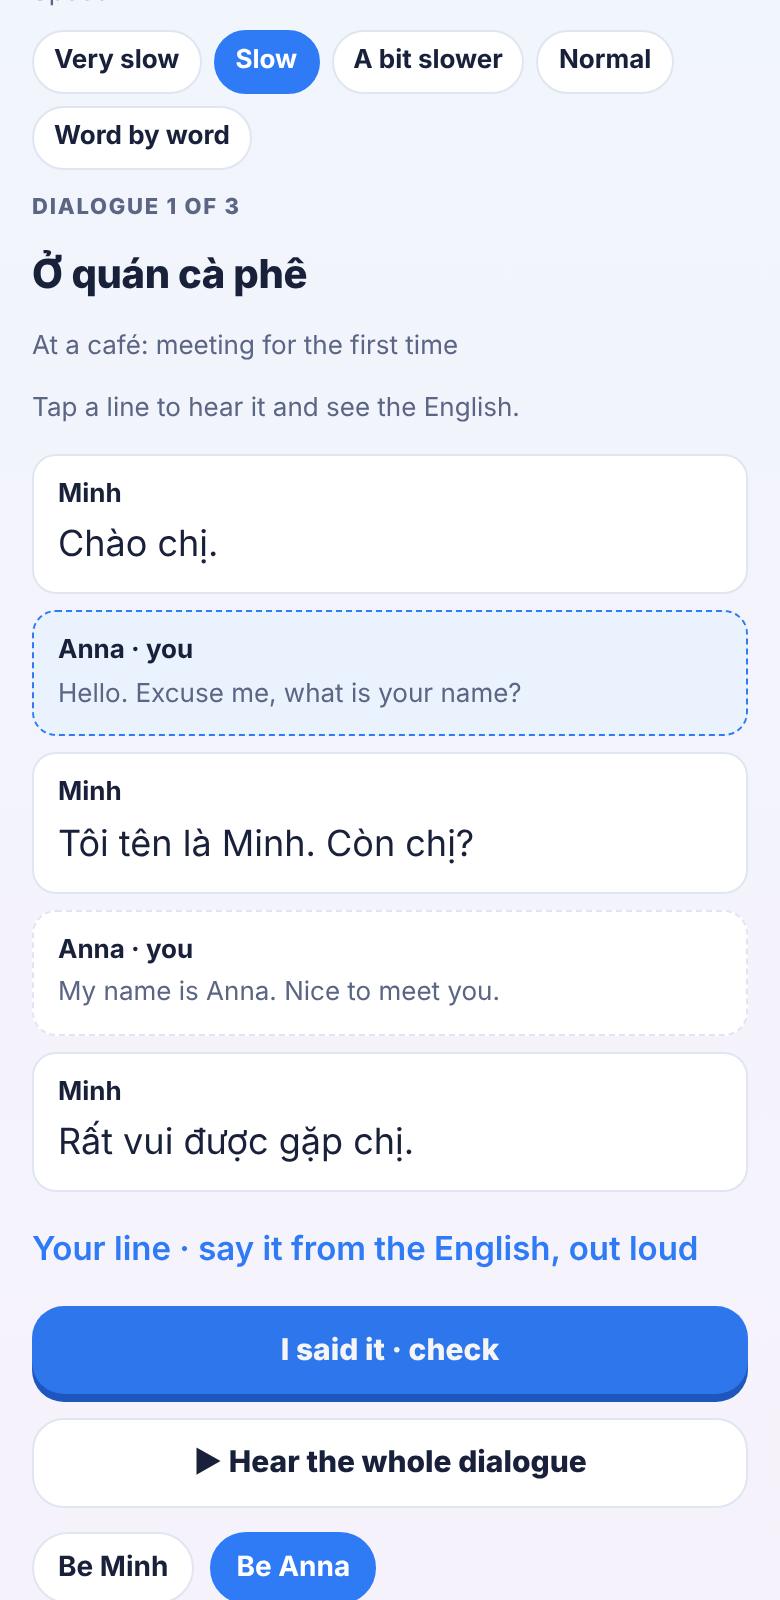 Very slow
Slow
A bit slower
Normal
Word by word
DIALOGUE 1 OF 3
Ở quán cà phê
At a café: meeting for the first time
Tap a line to hear it and see the English.
Minh
Chào chị.
Anna · you
Hello. Excuse me, what is your name?
Minh
Tôi tên là Minh. Còn chị?
Anna · you
My name is Anna. Nice to meet you.
Minh
Rất vui được gặp chị.
Your line · say it from the English, out loud
I said it · check
▶ Hear the whole dialogue
Be Minh
Be Anna